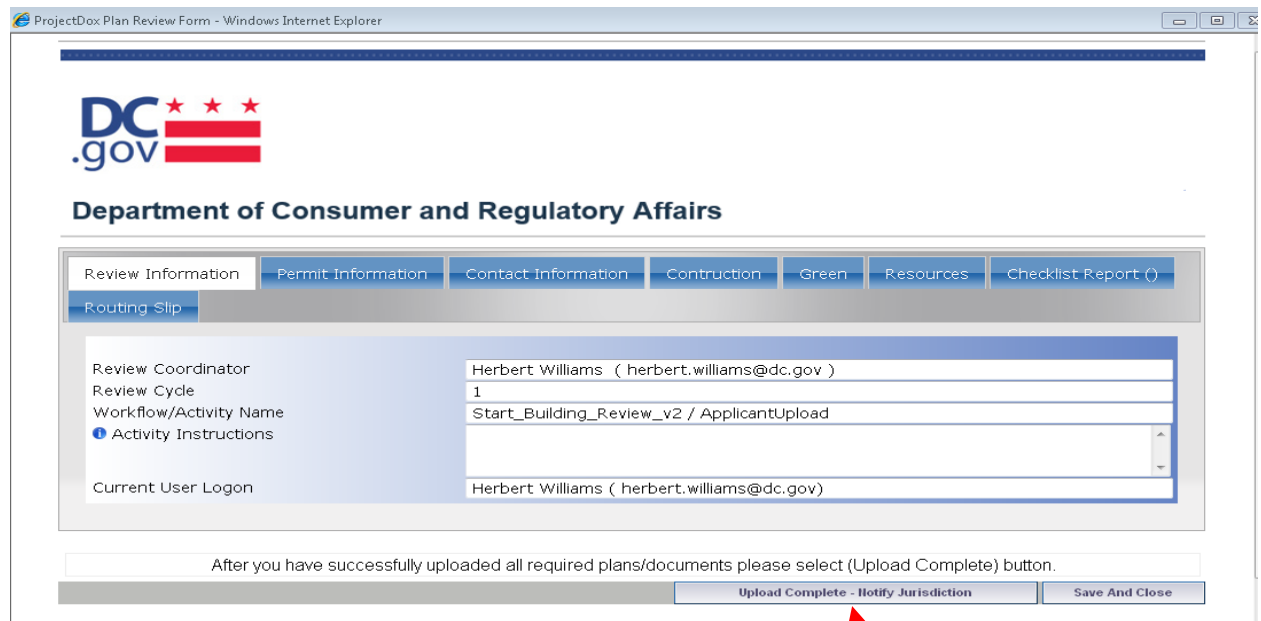 ProjectDox Plan Review Form - Windows Internet Explorer
DC
.gov
Department of Consumer and Regulatory Affairs
Review Information Permit Information Contact Information Contruction Green Resources Checklist Report ()
Routing Slip
Review Coordinator Herbert Williams ( herbert.williams@dc.gov )
Review Cycle 1
Workflow/Activity Name Start_Building_Review_v2 / ApplicantUpload
Activity Instructions
Current User Logon Herbert Williams ( herbert.williams@dc.gov)
After you have successfully uploaded all required plans/documents please select (Upload Complete) button.
Upload Complete - Notify Jurisdiction Save And Close